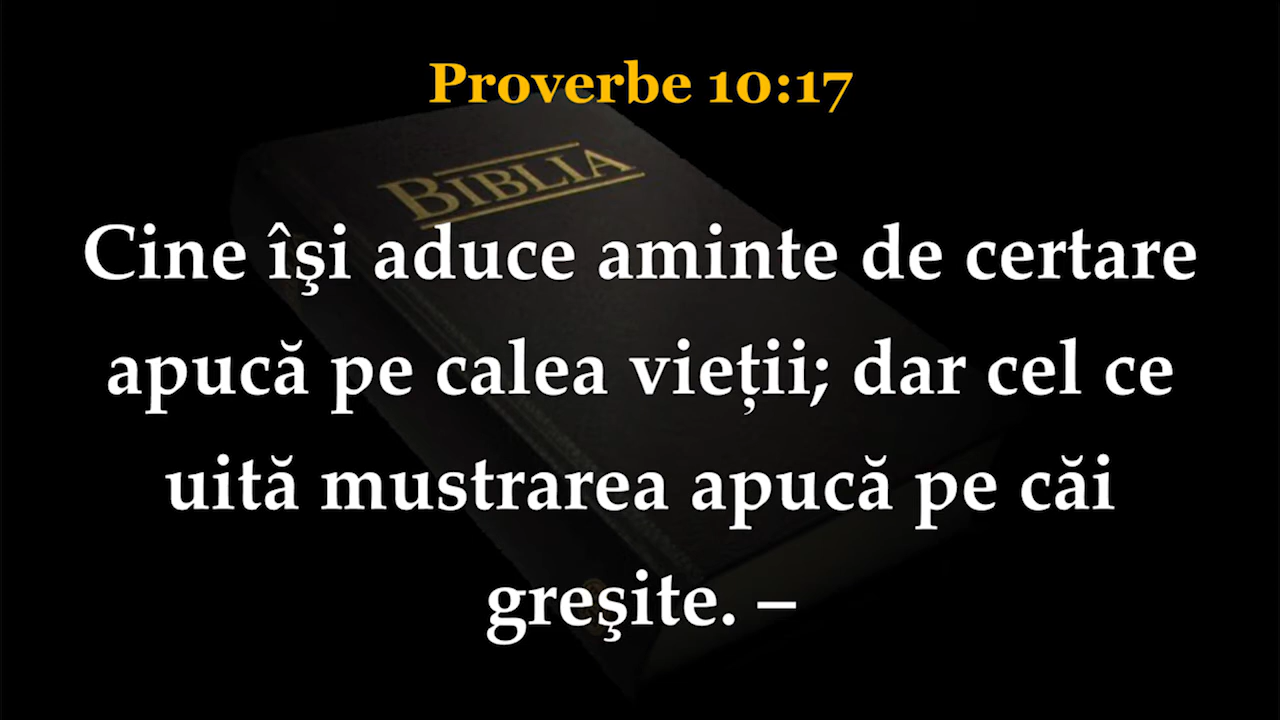 Proverbe 10:17
BIBLIA
Cine îşi aduce aminte de certare
apucă pe calea vieții; dar cel ce
uită mustrarea apucă pe căi
greşite. –